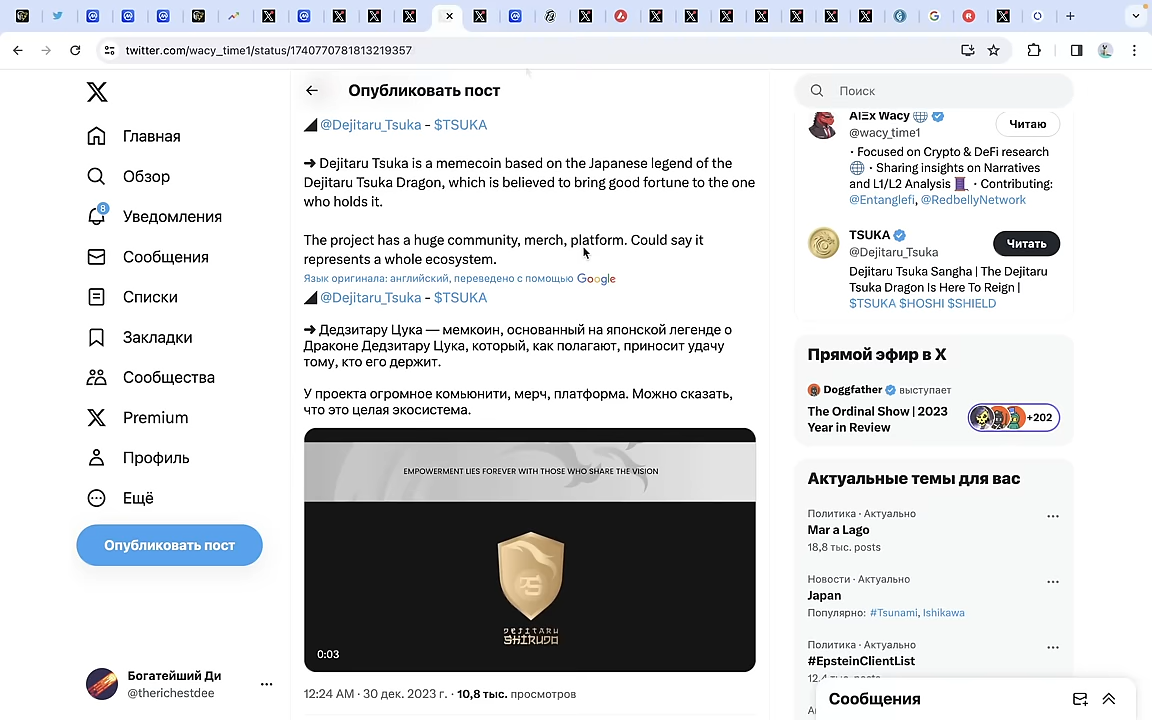 twitter.com/wacy_time1/status/1740770781813219357
Главная
Обзор
8
Уведомления
Сообщения
Списки
Закладки
Сообщества
Premium
Профиль
Ещё
Опубликовать пост
Богатейший Ди
@therichestdee
Опубликовать пост
@Dejitaru_Tsuka - $TSUKA
➜ Dejitaru Tsuka is a memecoin based on the Japanese legend of the
Dejitaru Tsuka Dragon, which is believed to bring good fortune to the one
who holds it.
The project has a huge community, merch, platform. Could say it
represents a whole ecosystem.
Язык оригинала: английский, переведено с помощью Google
@Dejitaru_Tsuka - $TSUKA
➜ Дедзитару Цука — мемкоин, основанный на японской легенде о
Драконе Дедзитару Цука, который, как полагают, приносит удачу
тому, кто его держит.
У проекта огромное комьюнити, мерч, платформа. Можно сказать,
что это целая экосистема.
EMPOWERMENT LIES FOREVER WITH THOSE WHO SHARE THE VISION
DEJITARU
SHIRUDO
0:03
12:24 AM · 30 дек. 2023 г. · 10,8 тыс. просмотров
Поиск
AlΞx Wacy
Читаю
@wacy_time1
· Focused on Crypto & DeFi research
· Sharing insights on Narratives
and L1/L2 Analysis · Contributing:
@Entanglefi, @RedbellyNetwork
TSUKA
Читать
@Dejitaru_Tsuka
Dejitaru Tsuka Sangha | The Dejitaru
Tsuka Dragon Is Here To Reign |
$TSUKA $HOSHI $SHIELD
Прямой эфир в X
Doggfather выступает
The Ordinal Show | 2023
Year in Review
+202
Актуальные темы для вас
Политика · Актуально
Mar a Lago
18,8 тыс. posts
Новости · Актуально
Japan
Популярно: #Tsunami, Ishikawa
Политика · Актуально
#EpsteinClientList
12,4 тыс. posts
Сообщения